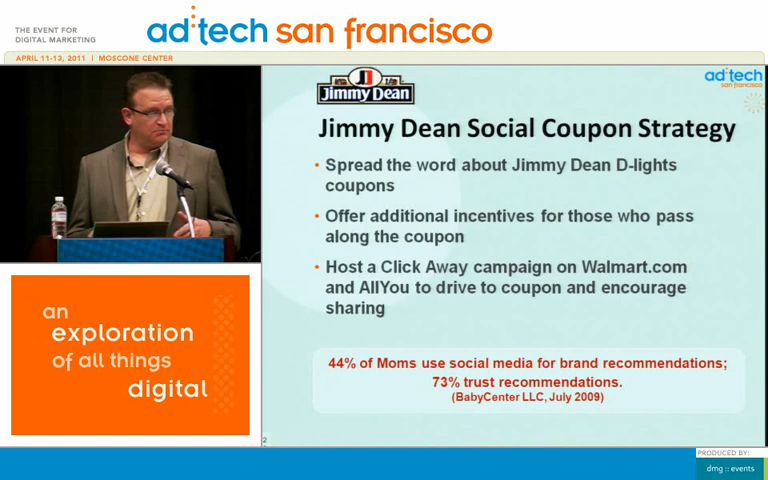 THE EVENT FOR
DIGITAL MARKETING
ad:tech san francisco
APRIL 11-13, 2011 | MOSCONE CENTER
Jimmy Dean
ad:tech
san francisco
Jimmy Dean Social Coupon Strategy
• Spread the word about Jimmy Dean D-lights
coupons
• Offer additional incentives for those who pass
along the coupon
• Host a Click Away campaign on Walmart.com
and AllYou to drive to coupon and encourage
sharing
44% of Moms use social media for brand recommendations;
73% trust recommendations.
(BabyCenter LLC, July 2009)
an
exploration
of all things
digital
2
PRODUCED BY:
dmg :: events